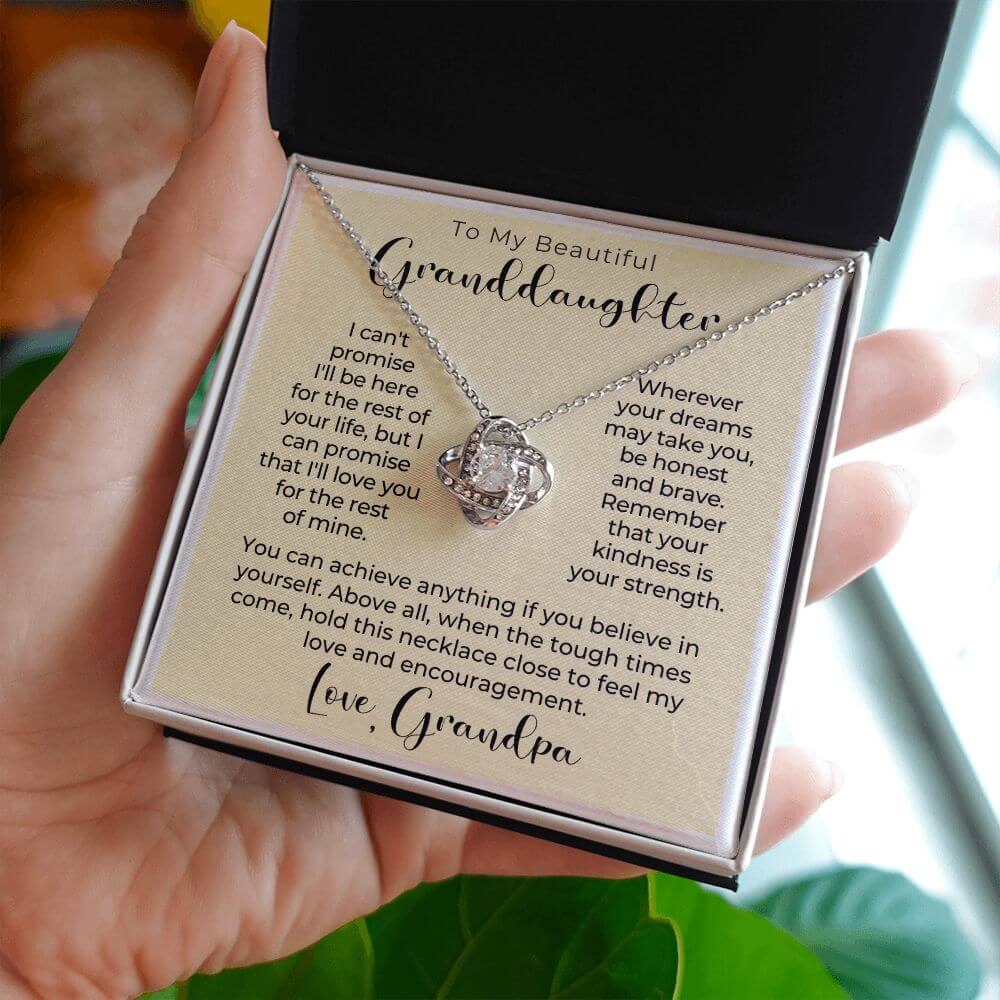 To My Beautiful
Granddaughter
I can't
promise
I'll be here
for the rest of
your life, but I
can promise
that I'll love you
for the rest
of mine.
Wherever
your dreams
may take you,
be honest
and brave.
Remember
that your
kindness is
your strength.
You can achieve anything if you believe in
yourself. Above all, when the tough times
come, hold this necklace close to feel my
love and encouragement.
Love, Grandpa